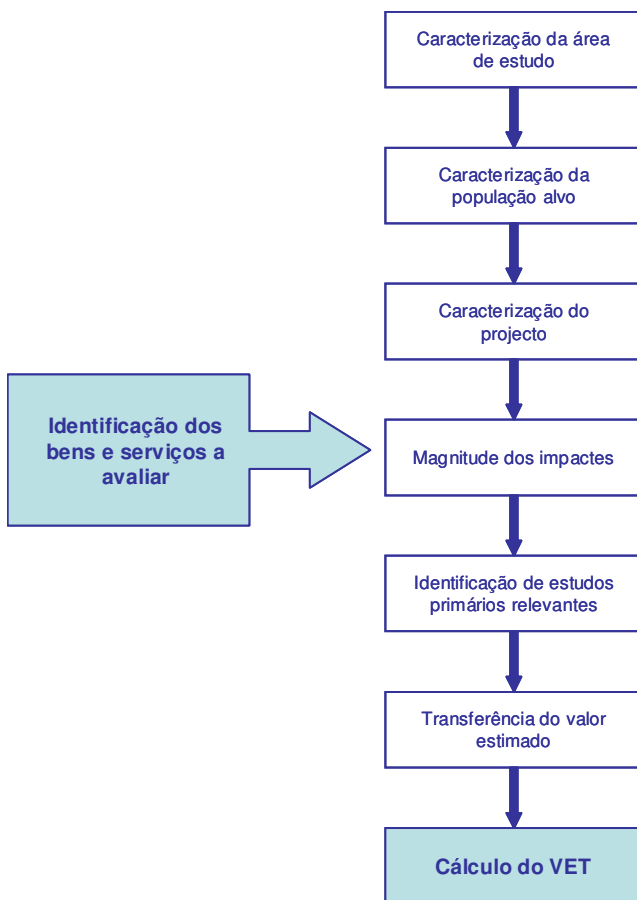 Caracterização da área
de estudo
Caracterização da
população alvo
Caracterização do
projecto
Identificação dos
bens e serviços a
avaliar
Magnitude dos impactes
Identificação de estudos
primários relevantes
Transferência do valor
estimado
Cálculo do VET